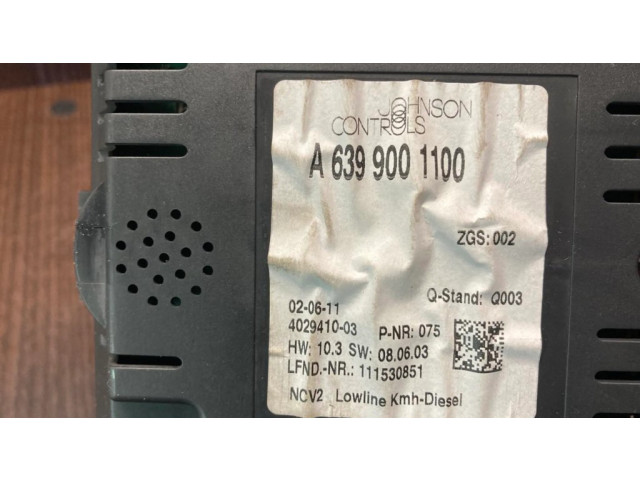 JOHNSON
CONTROLS
A 639 900 1100
ZGS: 002
Q-Stand: Q003
02-06-11
4029410-03 P-NR: 075
HW: 10.3 SW: 08.06.03
LFND.-NR.: 111530851
NCV2 Lowline Kmh-Diesel